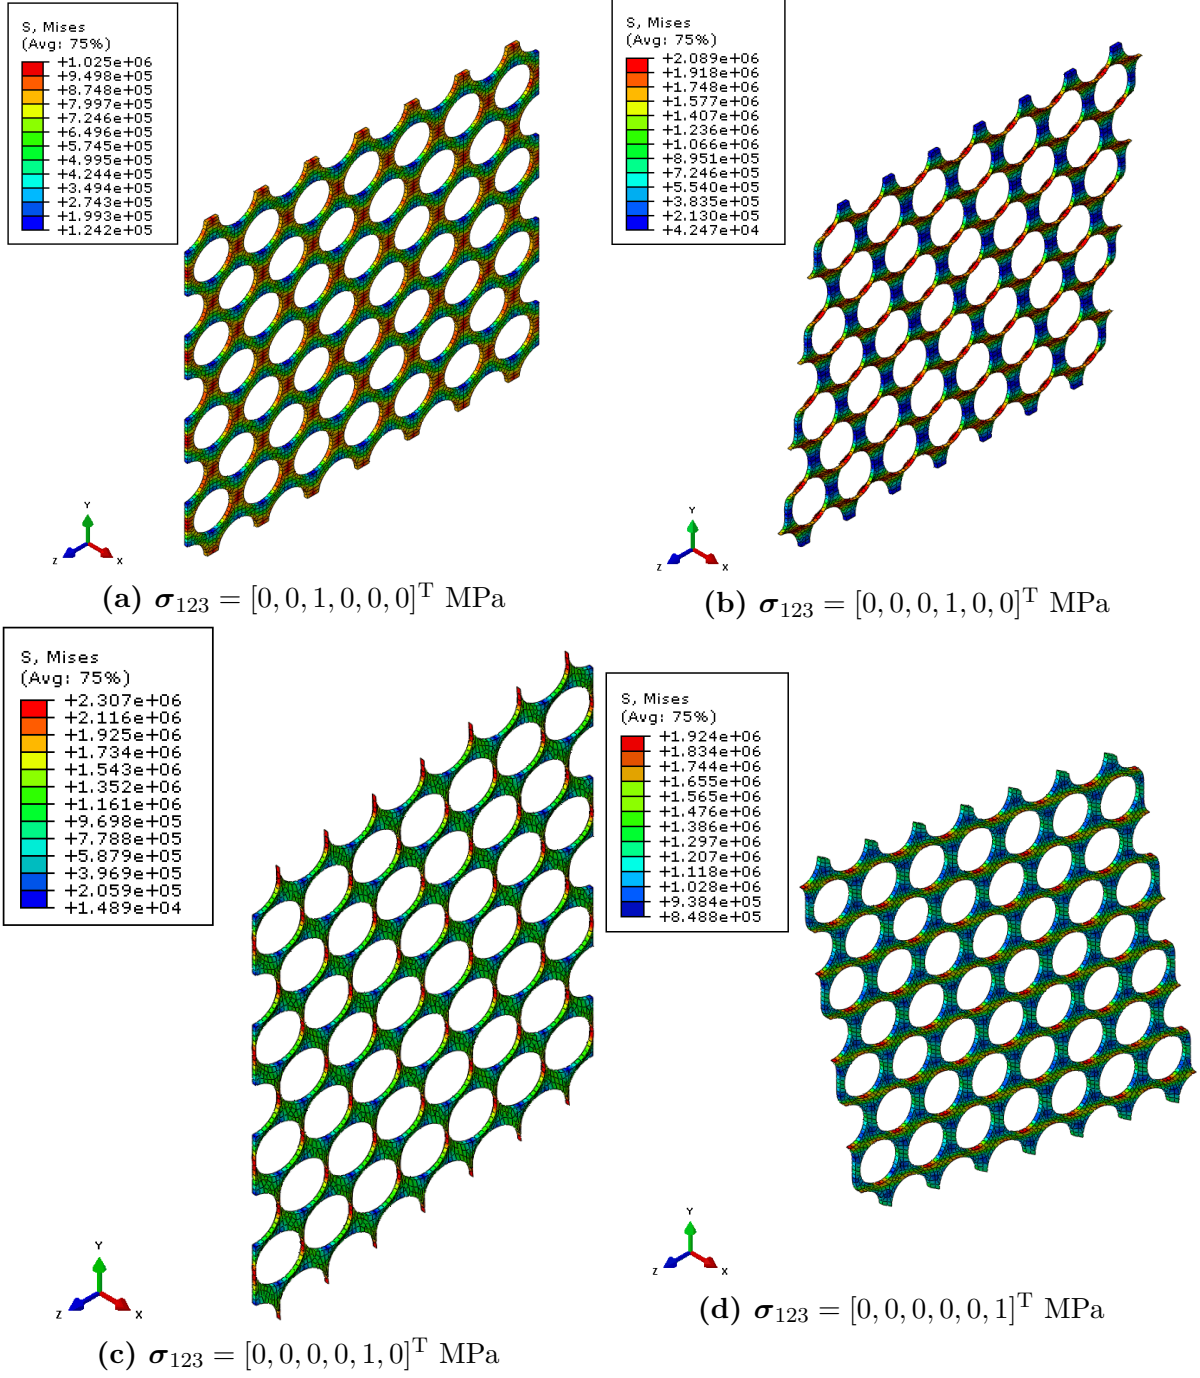 S, Mises
(Avg: 75%)
+1.025e+06
+9.498e+05
+8.748e+05
+7.997e+05
+7.246e+05
+6.496e+05
+5.745e+05
+4.995e+05
+4.244e+05
+3.494e+05
+2.743e+05
+1.993e+05
+1.242e+05
Y
Z
X
(a) σ₁₂₃ = [0, 0, 1, 0, 0, 0]ᵀ MPa
S, Mises
(Avg: 75%)
+2.089e+06
+1.918e+06
+1.748e+06
+1.577e+06
+1.407e+06
+1.236e+06
+1.066e+06
+8.951e+05
+7.246e+05
+5.540e+05
+3.835e+05
+2.130e+05
+4.247e+04
Y
Z
X
(b) σ₁₂₃ = [0, 0, 0, 1, 0, 0]ᵀ MPa
S, Mises
(Avg: 75%)
+2.307e+06
+2.116e+06
+1.925e+06
+1.734e+06
+1.543e+06
+1.352e+06
+1.161e+06
+9.698e+05
+7.788e+05
+5.879e+05
+3.969e+05
+2.059e+05
+1.489e+04
Y
Z
X
(c) σ₁₂₃ = [0, 0, 0, 0, 1, 0]ᵀ MPa
S, Mises
(Avg: 75%)
+1.924e+06
+1.834e+06
+1.744e+06
+1.655e+06
+1.565e+06
+1.476e+06
+1.386e+06
+1.297e+06
+1.207e+06
+1.118e+06
+1.028e+06
+9.384e+05
+8.488e+05
Y
Z
X
(d) σ₁₂₃ = [0, 0, 0, 0, 0, 1]ᵀ MPa